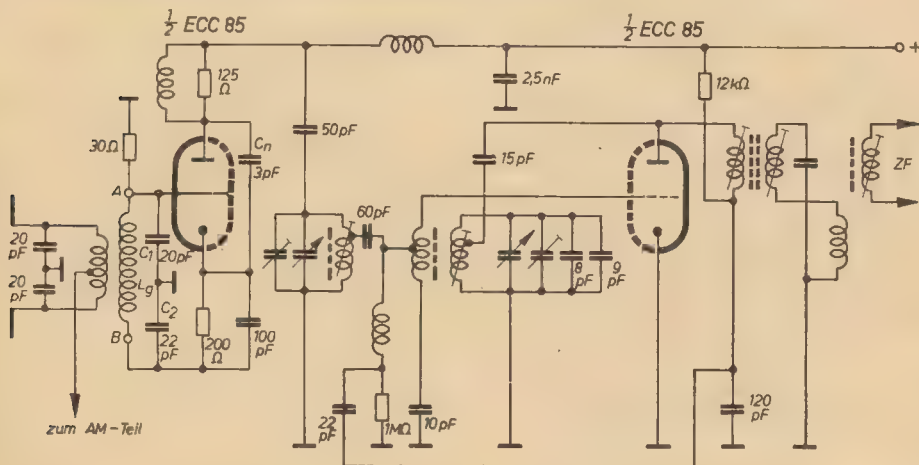 ½ ECC 85
½ ECC 85
+
125
Ω
2,5nF
12kΩ
50pF
30Ω
Cn
3pF
15pF
ZF
A
60pF
20
pF
20
pF
C1
20pF
Lg
8
pF
9
pF
C2
22
pF
B
200
Ω
100
pF
22
pF
1MΩ
10pF
120
pF
zum AM-Teil